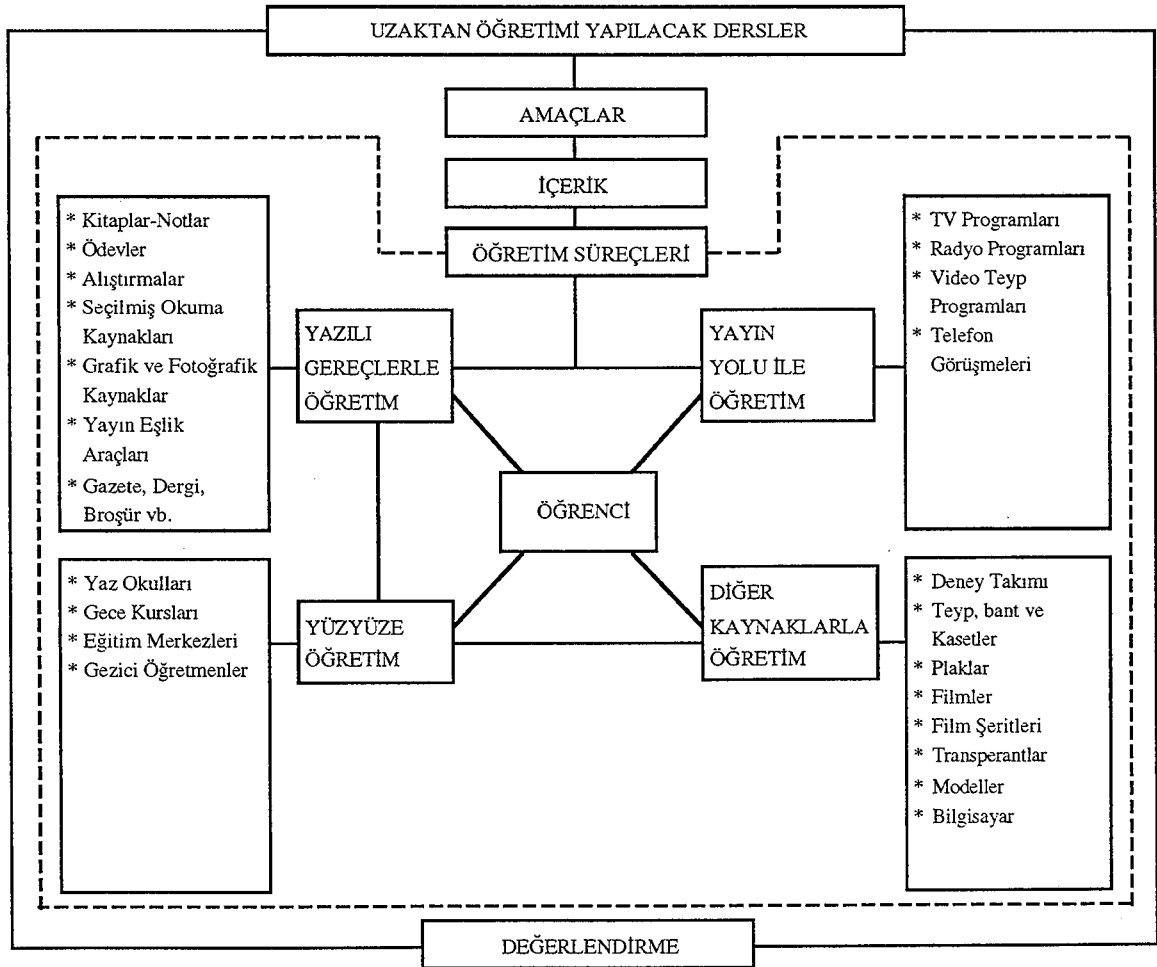 UZAKTAN ÖĞRETİMİ YAPILACAK DERSLER
AMAÇLAR
İÇERİK
ÖĞRETİM SÜREÇLERİ
* Kitaplar-Notlar
* Ödevler
* Alıştırmalar
* Seçilmiş Okuma
Kaynakları
* Grafik ve Fotoğrafik
Kaynaklar
* Yayın Eşlik
Araçları
* Gazete, Dergi,
Broşür vb.
YAZILI
GEREÇLERLE
ÖĞRETİM
YAYIN
YOLU İLE
ÖĞRETİM
* TV Programları
* Radyo Programları
* Video Teyp
Programları
* Telefon
Görüşmeleri
ÖĞRENCİ
* Yaz Okulları
* Gece Kursları
* Eğitim Merkezleri
* Gezici Öğretmenler
YÜZYÜZE
ÖĞRETİM
DİĞER
KAYNAKLARLA
ÖĞRETİM
* Deney Takımı
* Teyp, bant ve
Kasetler
* Plaklar
* Filmler
* Film Şeritleri
* Transperantlar
* Modeller
* Bilgisayar
DEĞERLENDİRME